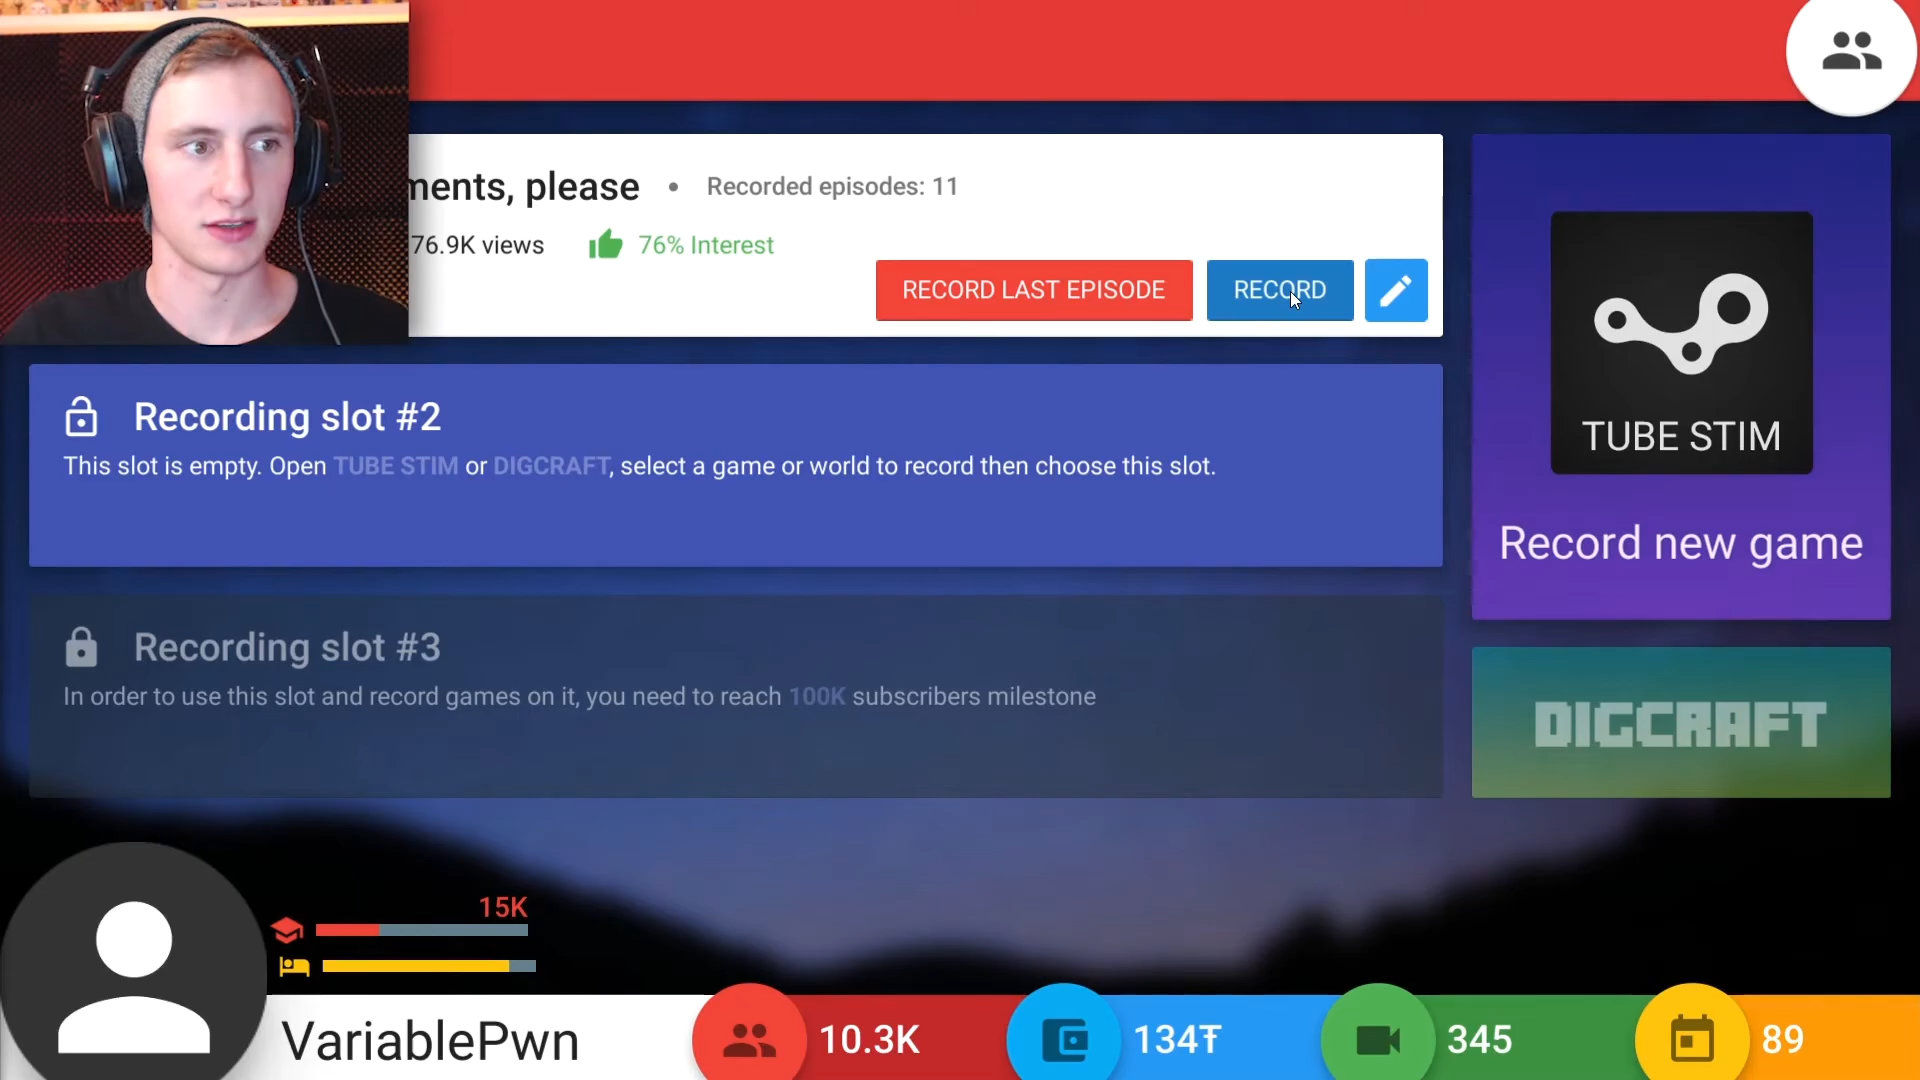 please
Recorded episodes: 11
76.9K views
76% Interest
RECORD LAST EPISODE
RECORD
Recording slot #2
This slot is empty. Open TUBE STIM or DIGCRAFT, select a game or world to record then choose this slot.
Recording slot #3
In order to use this slot and record games on it, you need to reach 100K subscribers milestone
TUBE STIM
Record new game
DIGCRAFT
15K
VariablePwn
10.3K
134Ŧ
345
89